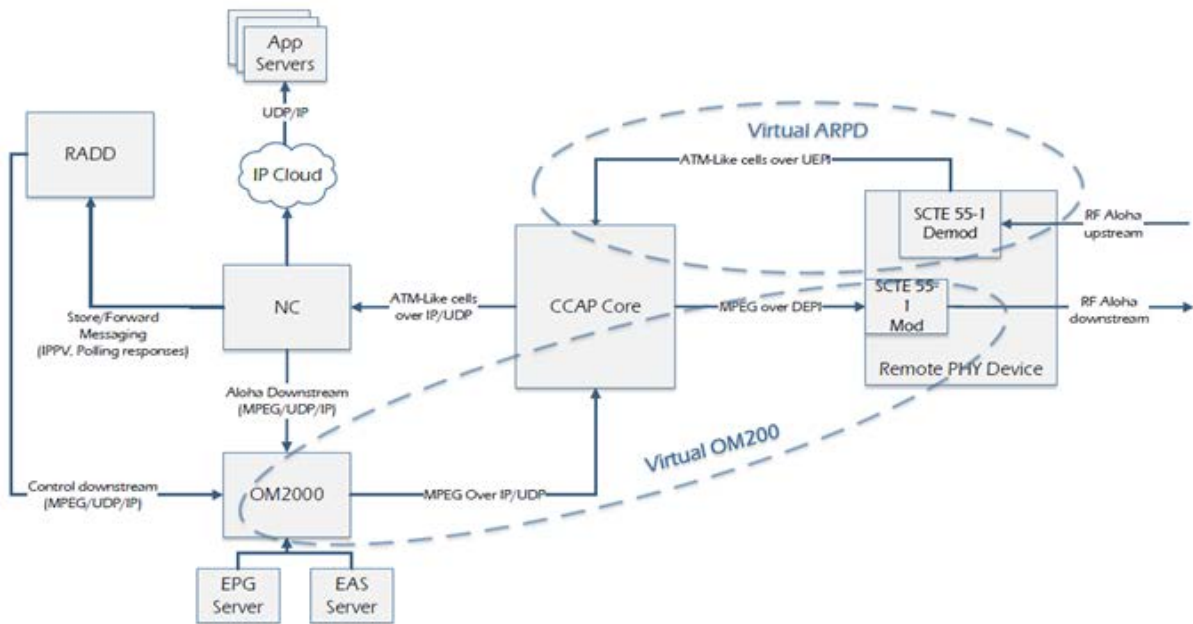 App
Servers
UDP/IP
Virtual ARPD
RADD
IP Cloud
ATM-Like cells over UEPI
SCTE 55-1
Demod
RF Aloha
upstream
NC
ATM-Like cells
over IP/UDP
CCAP Core
MPEG over DEPI
SCTE 55-
1
Mod
RF Aloha
downstream
Store/Forward
Messaging
(IPPV, Polling responses)
Remote PHY Device
Aloha Downstream
(MPEG/UDP/IP)
Virtual OM200
Control downstream
(MPEG/UDP/IP)
OM2000
MPEG Over IP/UDP
EPG
Server
EAS
Server